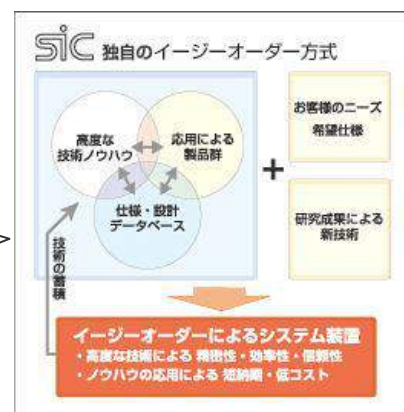 SiC 独自のイージーオーダー方式
高度な
技術ノウハウ
応用による
製品群
仕様・設計
データベース
+
お客様のニーズ
希望仕様
研究成果による
新技術
技術の蓄積
イージーオーダーによるシステム装置
・高度な技術による 精密性・効率性・信頼性
・ノウハウの応用による 短納期・低コスト